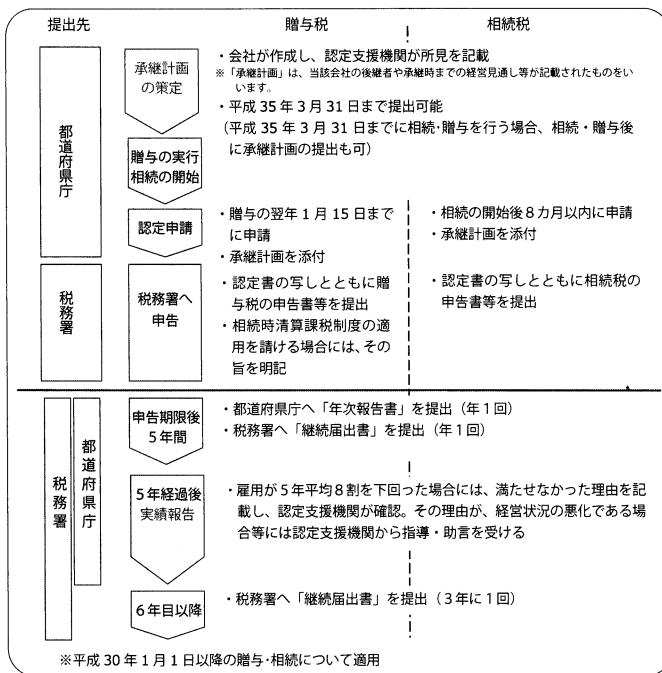 提出先 贈与税 相続税
都道府県庁
承継計画
の策定
・会社が作成し、認定支援機関が所見を記載
※「承継計画」は、当該会社の後継者や承継時までの経営見通し等が記載されたものをい
います。
・平成35年3月31日まで提出可能
(平成35年3月31日までに相続・贈与を行う場合、相続・贈与後
に承継計画の提出も可)
贈与の実行
相続の開始
認定申請
・贈与の翌年1月15日まで
に申請
・承継計画を添付
・相続の開始後8カ月以内に申請
・承継計画を添付
税務署
税務署へ
申告
・認定書の写しとともに贈
与税の申告書等を提出
・相続時清算課税制度の適
用を請ける場合には、その
旨を明記
・認定書の写しとともに相続税の
申告書等を提出
税務署
都道府県庁
申告期限後
5年間
・都道府県庁へ「年次報告書」を提出(年1回)
・税務署へ「継続届出書」を提出(年1回)
5年経過後
実績報告
・雇用が5年平均8割を下回った場合には、満たせなかった理由を記
載し、認定支援機関が確認。その理由が、経営状況の悪化である場
合等には認定支援機関から指導・助言を受ける
6年目以降
・税務署へ「継続届出書」を提出(3年に1回)
※平成30年1月1日以降の贈与・相続について適用